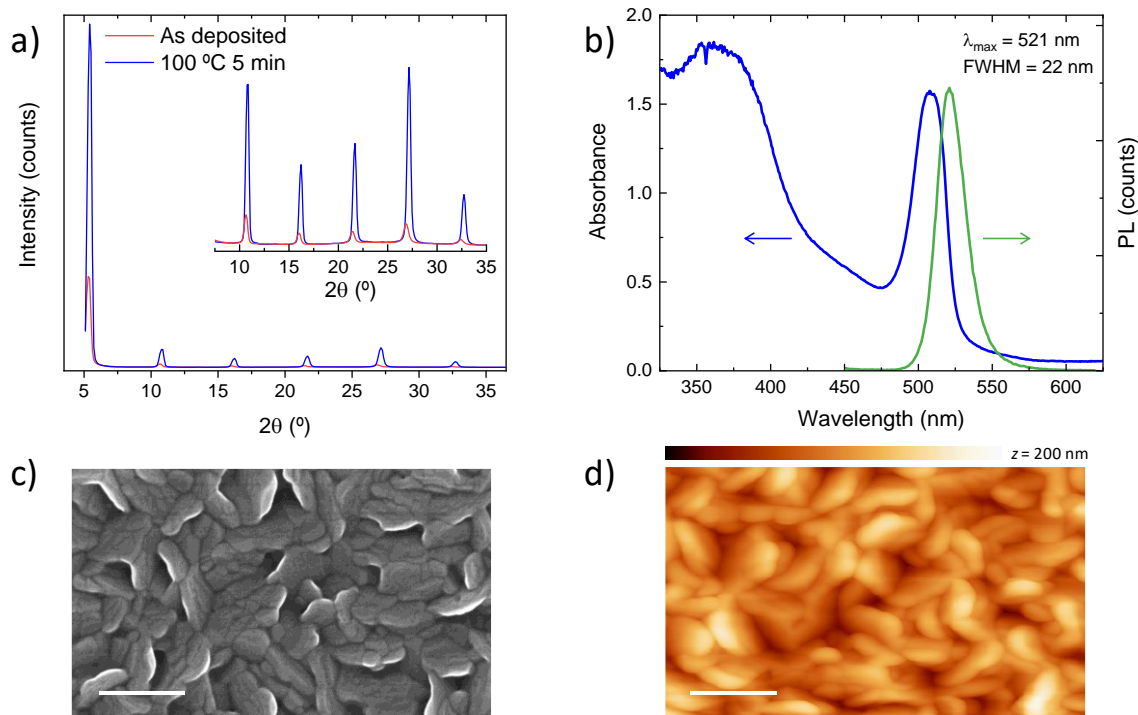 a)
As deposited
100 ºC 5 min
Intensity (counts)
10 15 20 25 30 35
2θ (º)
5 10 15 20 25 30 35
2θ (º)
b)
λmax = 521 nm
FWHM = 22 nm
2.0
1.5
1.0
0.5
0.0
Absorbance
PL (counts)
350 400 450 500 550 600
Wavelength (nm)
c)
d)
z = 200 nm